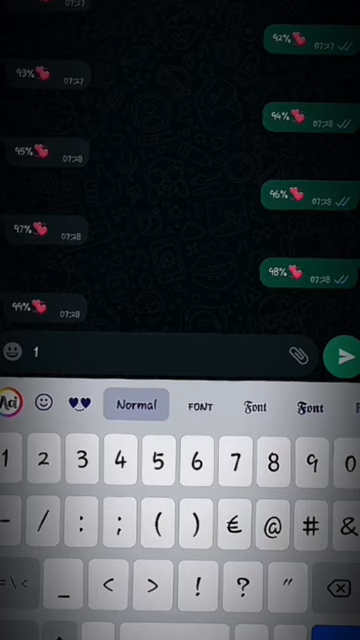 07:27
92%💞 07:27
93%💞 07:27
94%💞 07:28
95%💞 07:28
96%💞 07:28
97%💞 07:28
98%💞 07:28
99%💞 07:28
1
Normal FONT Font Font F
1 2 3 4 5 6 7 8 9 0
- / : ; ( ) € @ # &
=\< _ < > ! ? "